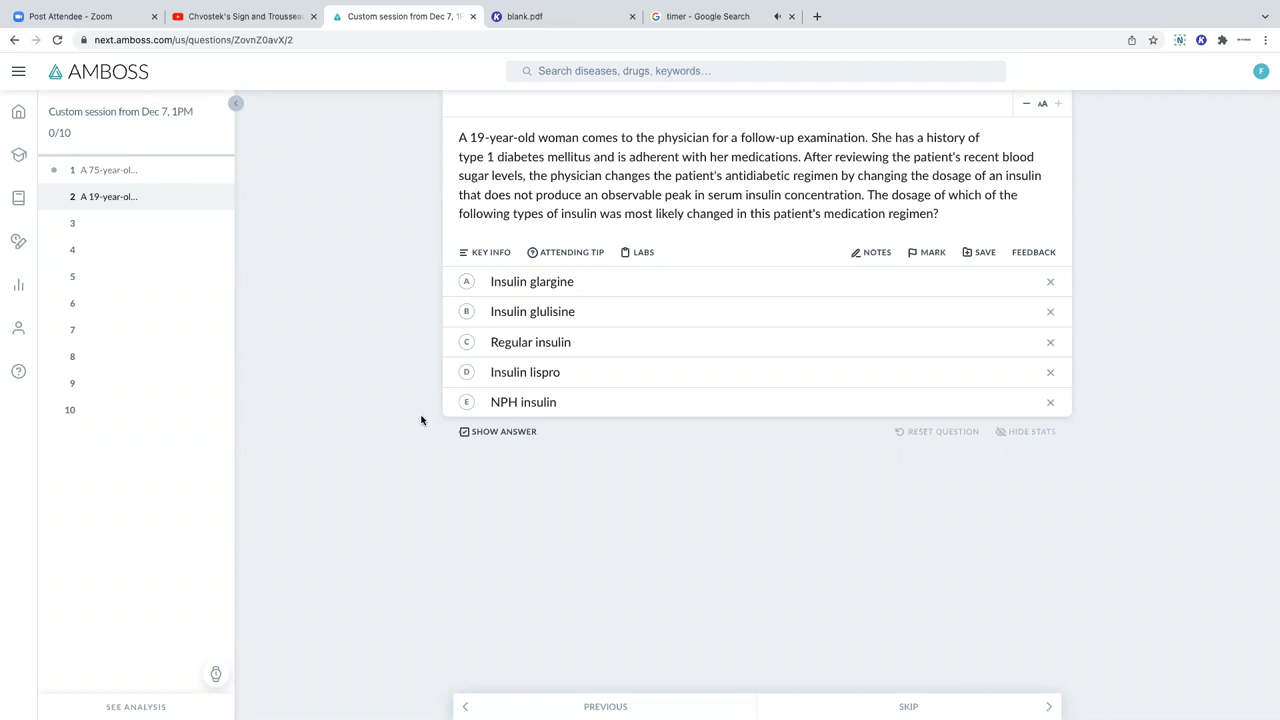 Post Attendee - Zoom
Chvostek's Sign and Trousseau
Custom session from Dec 7, 1P
blank.pdf
timer - Google Search
next.amboss.com/us/questions/ZovnZ0avX/2
AMBOSS
Search diseases, drugs, keywords…
F
Custom session from Dec 7, 1PM
0/10
1 A 75-year-ol...
2 A 19-year-ol...
3
4
5
6
7
8
9
10
SEE ANALYSIS
AA
A 19-year-old woman comes to the physician for a follow-up examination. She has a history of
type 1 diabetes mellitus and is adherent with her medications. After reviewing the patient's recent blood
sugar levels, the physician changes the patient's antidiabetic regimen by changing the dosage of an insulin
that does not produce an observable peak in serum insulin concentration. The dosage of which of the
following types of insulin was most likely changed in this patient's medication regimen?
KEY INFO ATTENDING TIP LABS NOTES MARK SAVE FEEDBACK
A Insulin glargine
B Insulin glulisine
C Regular insulin
D Insulin lispro
E NPH insulin
SHOW ANSWER RESET QUESTION HIDE STATS
PREVIOUS SKIP